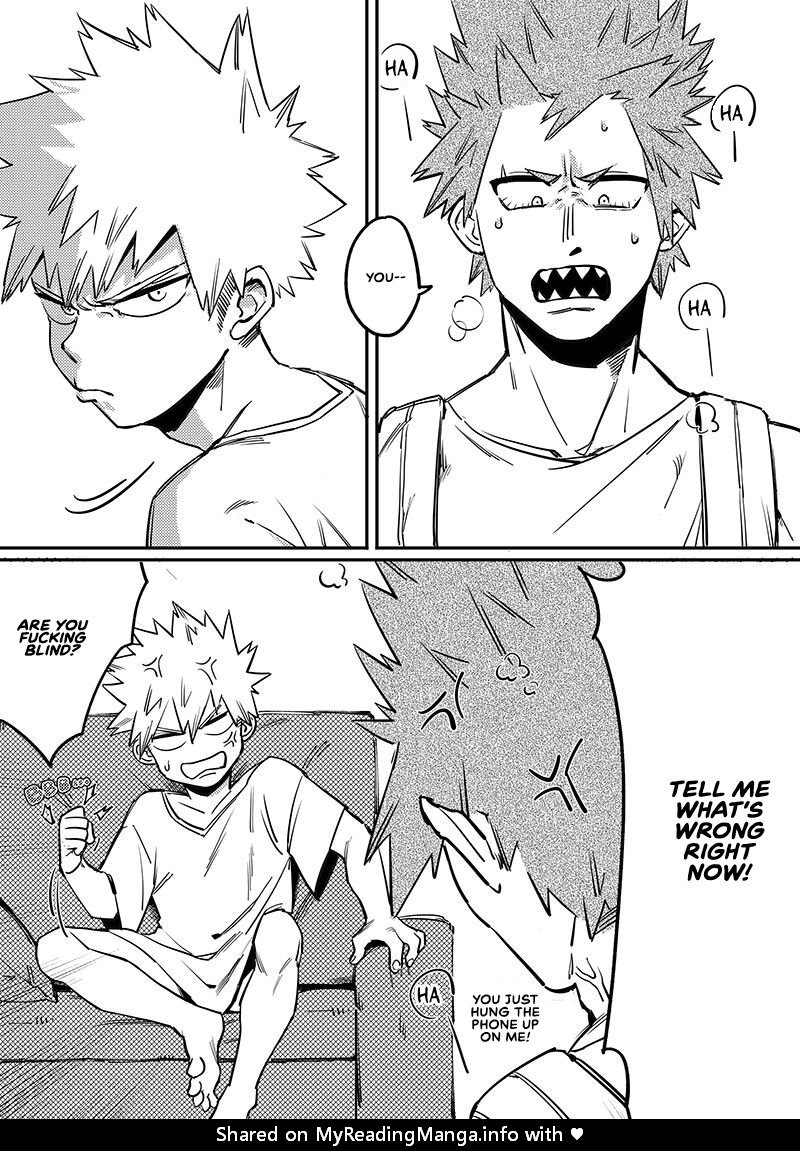 HA
HA
YOU--
HA
ARE YOU
FUCKING
BLIND?
TELL ME
WHAT'S
WRONG
RIGHT
NOW!
HA
YOU JUST
HUNG THE
PHONE UP
ON ME!
Shared on MyReadingManga.info with ♥